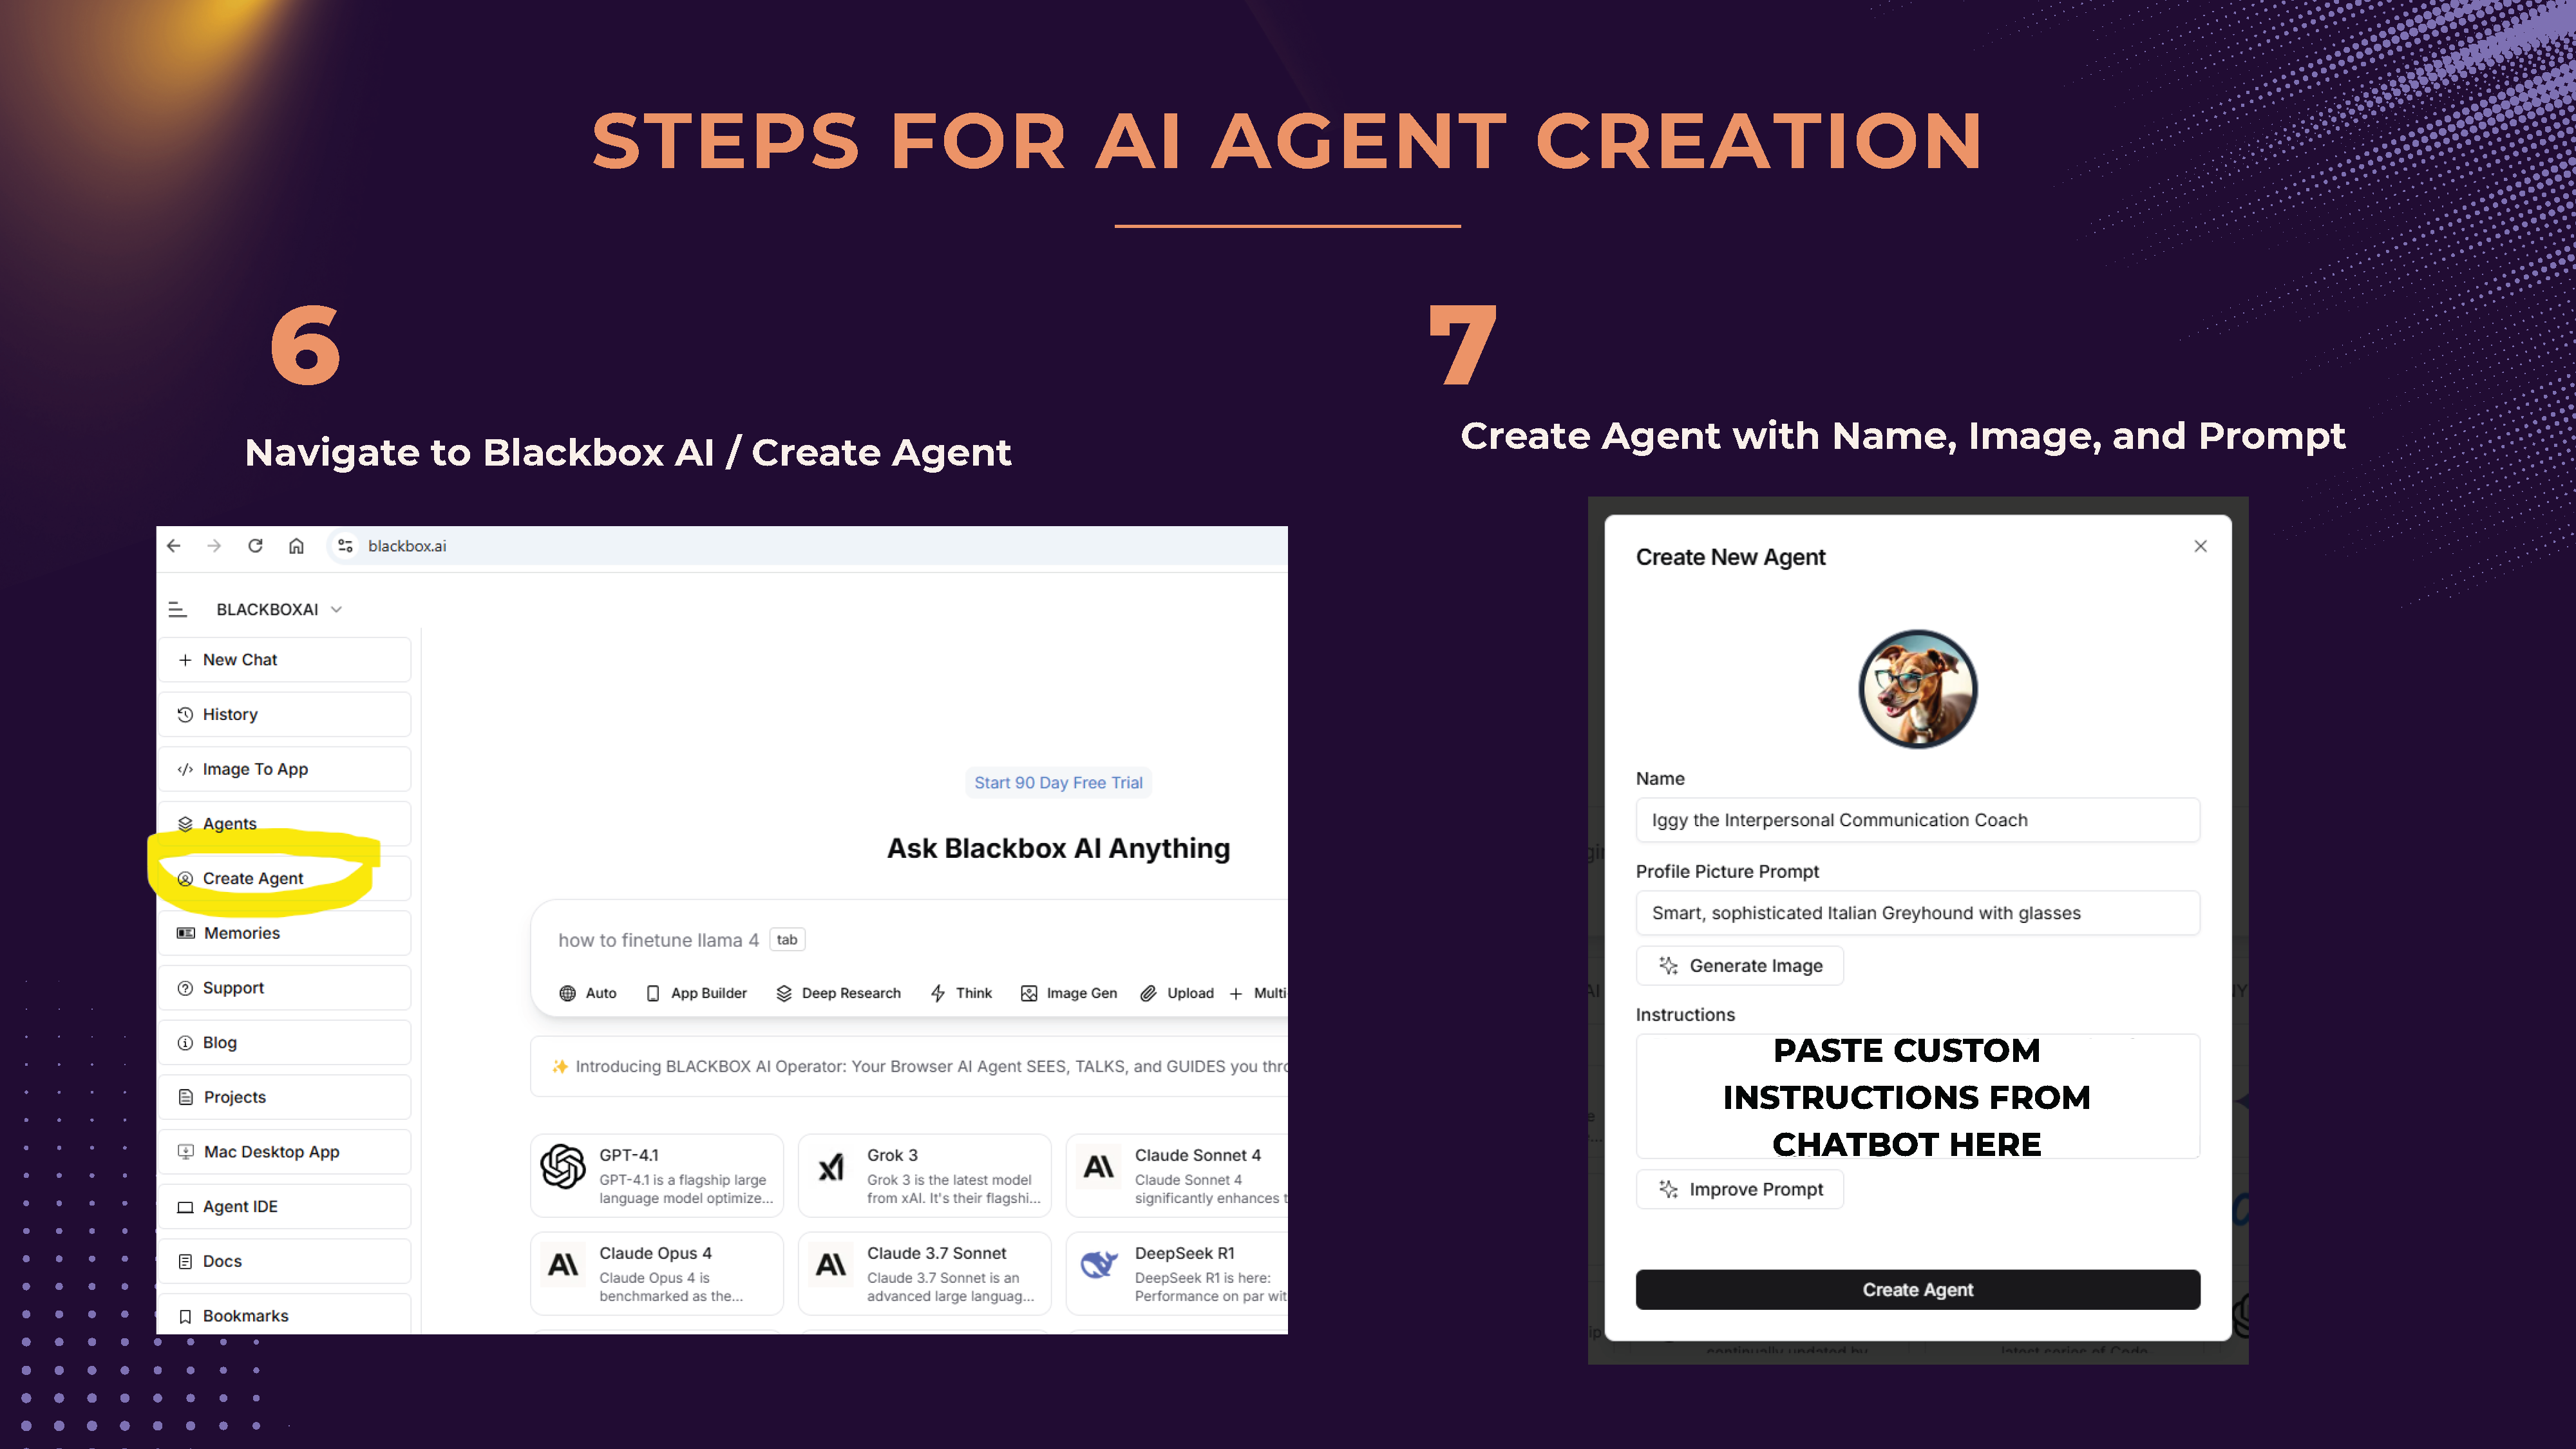 STEPS FOR AI AGENT CREATION
6
Navigate to Blackbox AI / Create Agent
blackbox.ai
BLACKBOXAI
New Chat
History
Image To App
Agents
Create Agent
Memories
Support
Blog
Projects
Mac Desktop App
Agent IDE
Docs
Bookmarks
Start 90 Day Free Trial
Ask Blackbox AI Anything
how to finetune llama 4 tab
Auto App Builder Deep Research Think Image Gen Upload + Multi-
✨ Introducing BLACKBOX AI Operator: Your Browser AI Agent SEES, TALKS, and GUIDES you thro
GPT-4.1
GPT-4.1 is a flagship large
language model optimize...
Grok 3
Grok 3 is the latest model
from xAI. It's their flagshi...
Claude Sonnet 4
Claude Sonnet 4
significantly enhances t
Claude Opus 4
Claude Opus 4 is
benchmarked as the...
Claude 3.7 Sonnet
Claude 3.7 Sonnet is an
advanced large languag...
DeepSeek R1
DeepSeek R1 is here:
Performance on par wit
7
Create Agent with Name, Image, and Prompt
Create New Agent
Name
Iggy the Interpersonal Communication Coach
Profile Picture Prompt
Smart, sophisticated Italian Greyhound with glasses
Generate Image
Instructions
PASTE CUSTOM
INSTRUCTIONS FROM
CHATBOT HERE
Improve Prompt
Create Agent